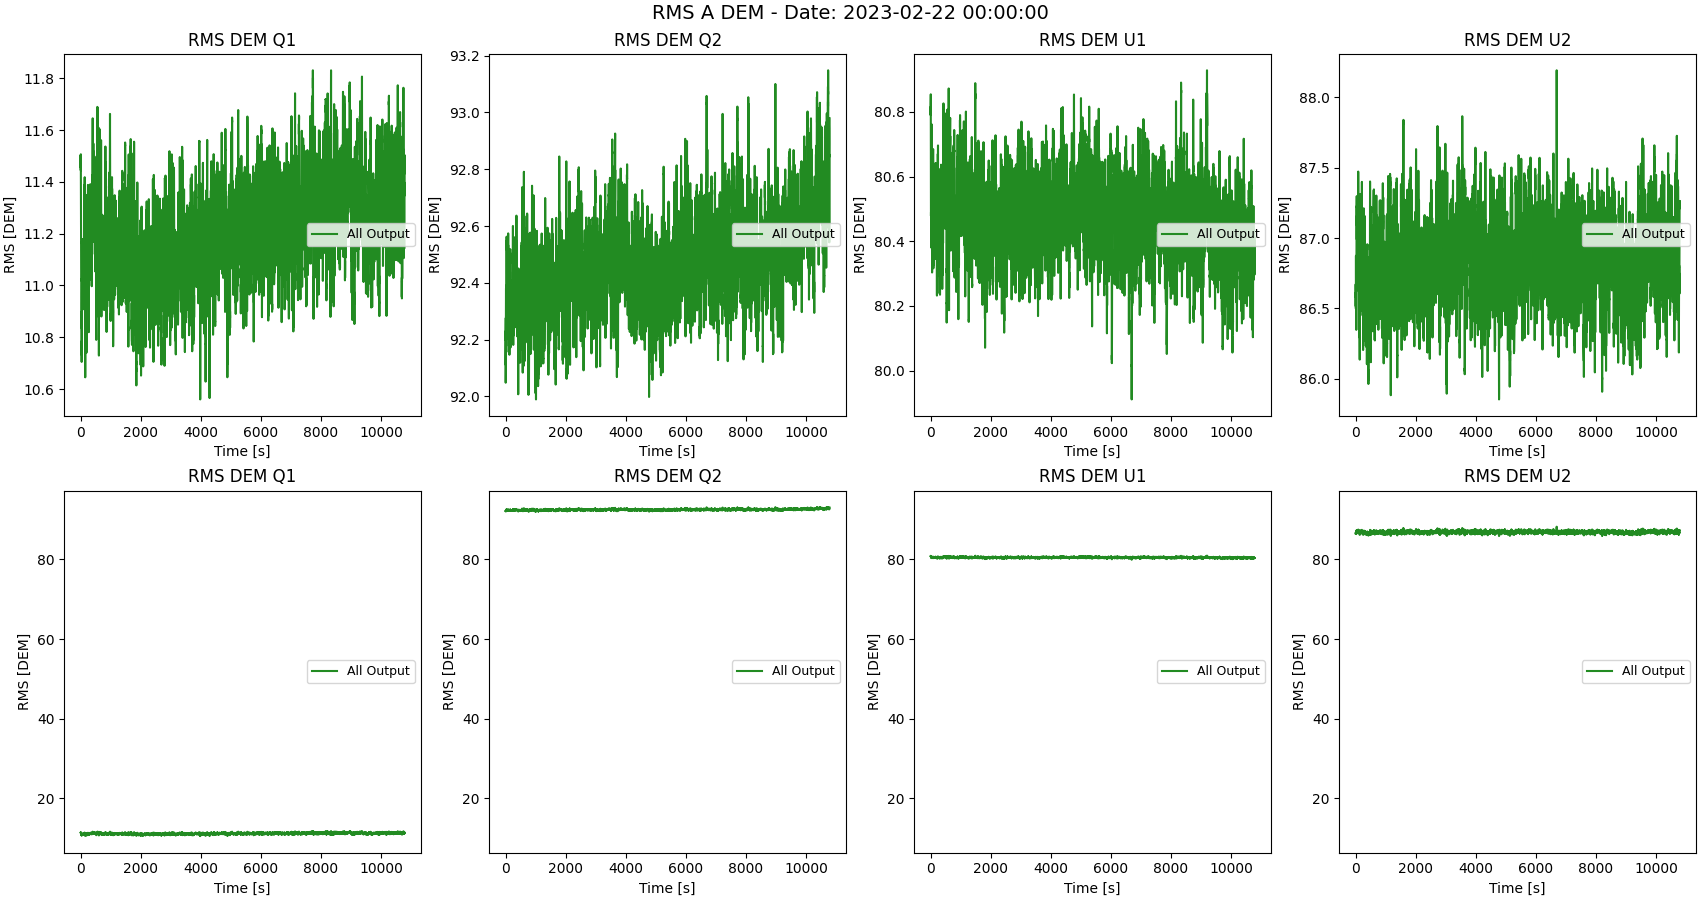 RMS A DEM - Date: 2023-02-22 00:00:00
RMS DEM Q1
RMS [DEM]
11.8
11.6
11.4
11.2
11.0
10.8
10.6
All Output
0 2000 4000 6000 8000 10000
Time [s]
RMS DEM Q2
RMS [DEM]
93.2
93.0
92.8
92.6
92.4
92.2
92.0
All Output
0 2000 4000 6000 8000 10000
Time [s]
RMS DEM U1
RMS [DEM]
80.8
80.6
80.4
80.2
80.0
All Output
0 2000 4000 6000 8000 10000
Time [s]
RMS DEM U2
RMS [DEM]
88.0
87.5
87.0
86.5
86.0
All Output
0 2000 4000 6000 8000 10000
Time [s]
RMS DEM Q1
RMS [DEM]
80
60
40
20
All Output
0 2000 4000 6000 8000 10000
Time [s]
RMS DEM Q2
RMS [DEM]
80
60
40
20
All Output
0 2000 4000 6000 8000 10000
Time [s]
RMS DEM U1
RMS [DEM]
80
60
40
20
All Output
0 2000 4000 6000 8000 10000
Time [s]
RMS DEM U2
RMS [DEM]
80
60
40
20
All Output
0 2000 4000 6000 8000 10000
Time [s]